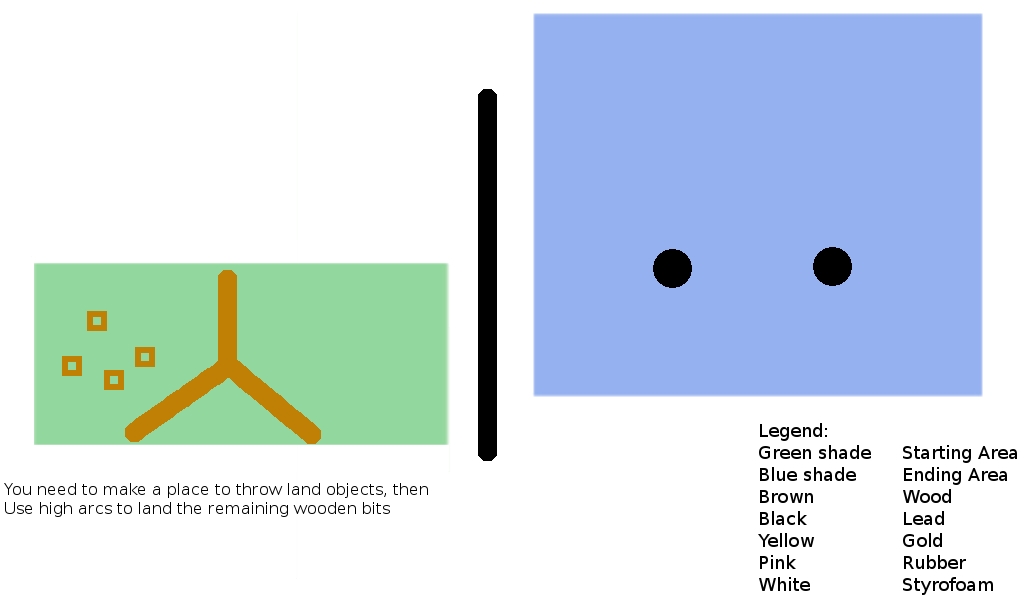 You need to make a place to throw land objects, then
Use high arcs to land the remaining wooden bits
Legend:
Green shade Starting Area
Blue shade Ending Area
Brown Wood
Black Lead
Yellow Gold
Pink Rubber
White Styrofoam